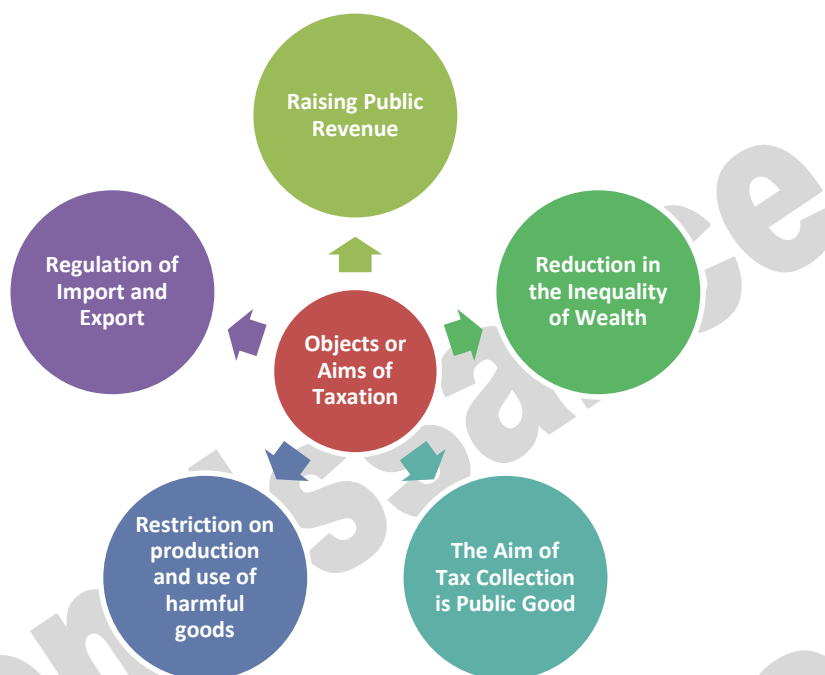 Raising Public
Revenue
Regulation of
Import and
Export
Reduction in
the Inequality
of Wealth
Objects or
Aims of
Taxation
Restriction on
production
and use of
harmful
goods
The Aim of
Tax Collection
is Public Good